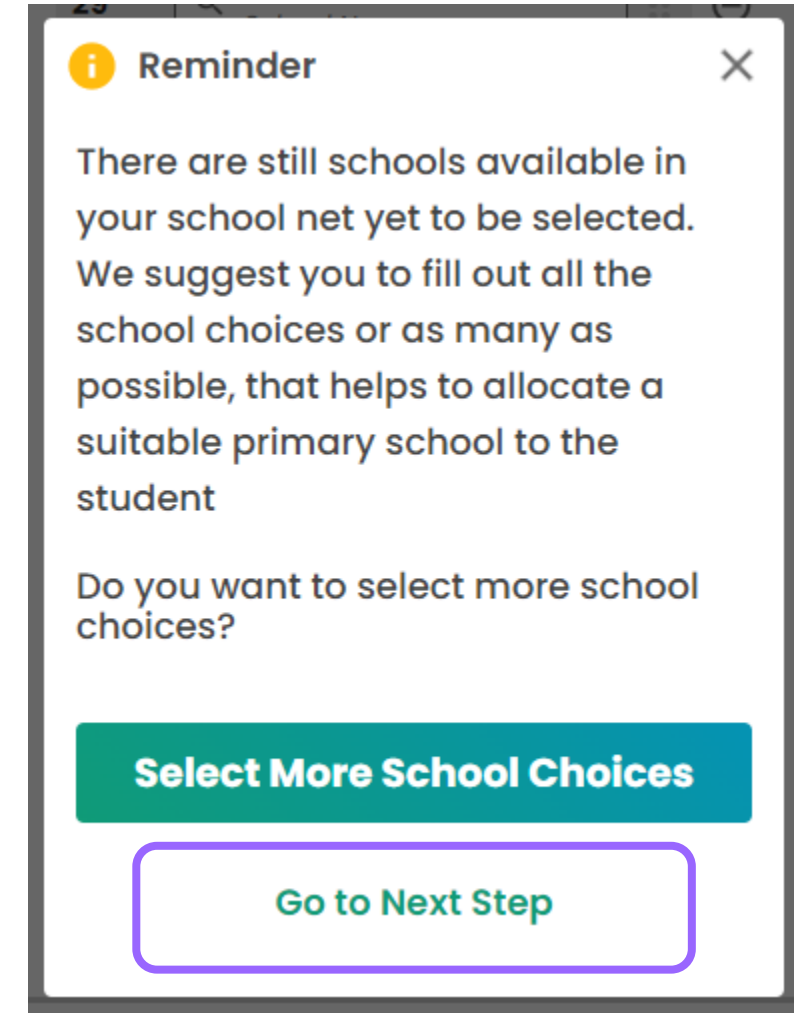 Reminder
There are still schools available in
your school net yet to be selected.
We suggest you to fill out all the
school choices or as many as
possible, that helps to allocate a
suitable primary school to the
student
Do you want to select more school
choices?
Select More School Choices
Go to Next Step